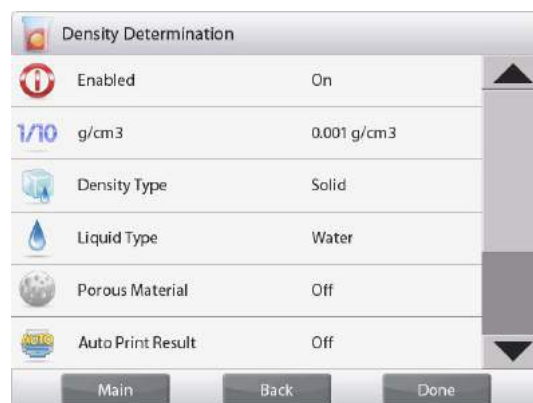 Density Determination
Enabled On
1/10 g/cm3 0.001 g/cm3
Density Type Solid
Liquid Type Water
Porous Material Off
AUTO Auto Print Result Off
Main Back Done